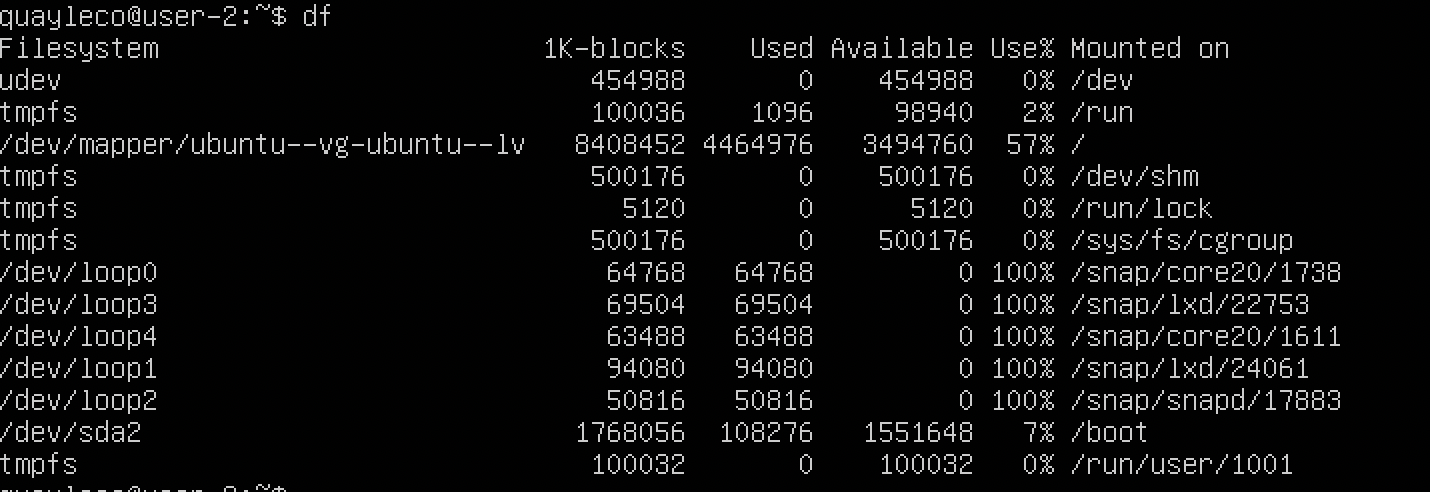 quayleco@user-2:~$ df
Filesystem 1K-blocks Used Available Use% Mounted on
udev 454988 0 454988 0% /dev
tmpfs 100036 1096 98940 2% /run
/dev/mapper/ubuntu--vg-ubuntu--lv 8408452 4464976 3494760 57% /
tmpfs 500176 0 500176 0% /dev/shm
tmpfs 5120 0 5120 0% /run/lock
tmpfs 500176 0 500176 0% /sys/fs/cgroup
/dev/loop0 64768 64768 0 100% /snap/core20/1738
/dev/loop3 69504 69504 0 100% /snap/lxd/22753
/dev/loop4 63488 63488 0 100% /snap/core20/1611
/dev/loop1 94080 94080 0 100% /snap/lxd/24061
/dev/loop2 50816 50816 0 100% /snap/snapd/17883
/dev/sda2 1768056 108276 1551648 7% /boot
tmpfs 100032 0 100032 0% /run/user/1001
quayleco@user-2:~$